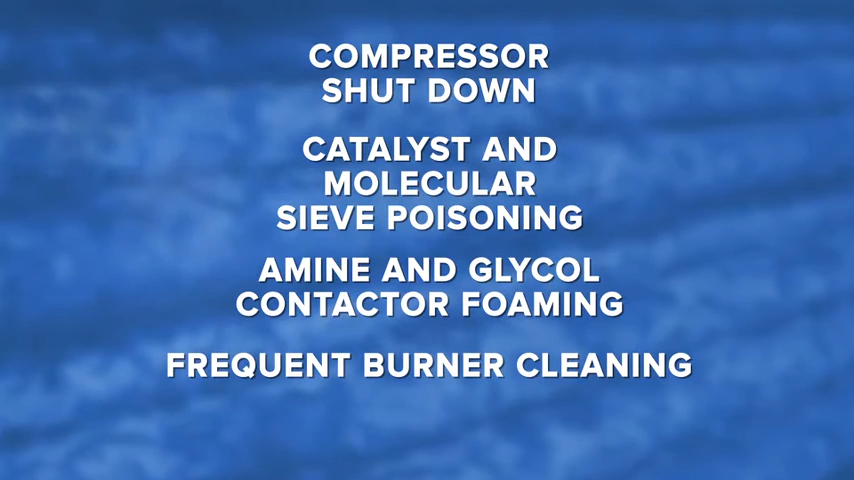 COMPRESSOR
SHUT DOWN
CATALYST AND
MOLECULAR
SIEVE POISONING
AMINE AND GLYCOL
CONTACTOR FOAMING
FREQUENT BURNER CLEANING